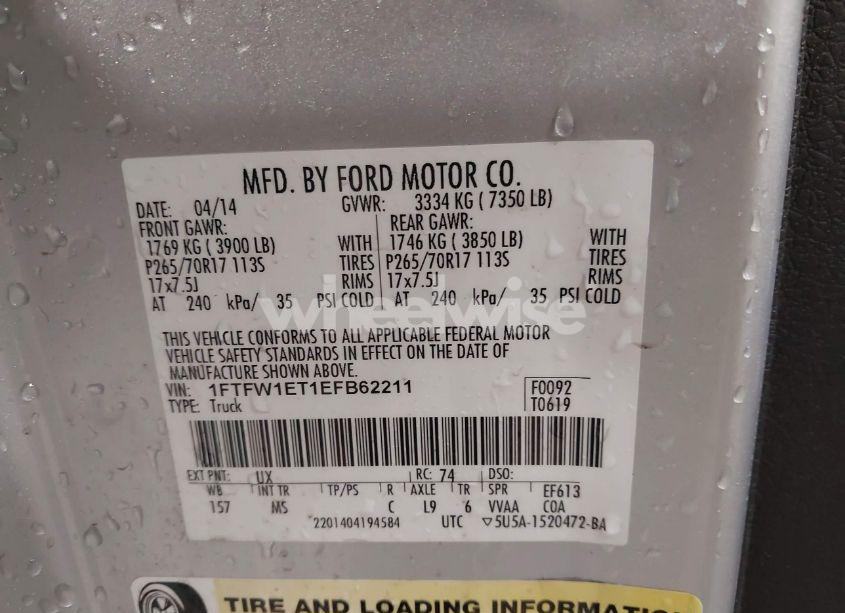 MFD. BY FORD MOTOR CO.
DATE: 04/14 GVWR: 3334 KG ( 7350 LB)
FRONT GAWR: REAR GAWR:
1769 KG ( 3900 LB) WITH 1746 KG ( 3850 LB) WITH
P265/70R17 113S TIRES P265/70R17 113S TIRES
17x7.5J RIMS 17x7.5J RIMS
AT 240 kPa/ 35 PSI COLD AT 240 kPa/ 35 PSI COLD
wheelwise
THIS VEHICLE CONFORMS TO ALL APPLICABLE FEDERAL MOTOR
VEHICLE SAFETY STANDARDS IN EFFECT ON THE DATE OF
MANUFACTURE SHOWN ABOVE.
VIN: 1FTFW1ET1EFB62211 F0092
TYPE: Truck T0619
EXT PNT: UX RC: 74 DSO:
WB INT TR TP/PS R AXLE TR SPR EF613
157 MS C L9 6 VVAA COA
2201404194584 UTC ▽5U5A-1520472-BA
TIRE AND LOADING INFORMATION